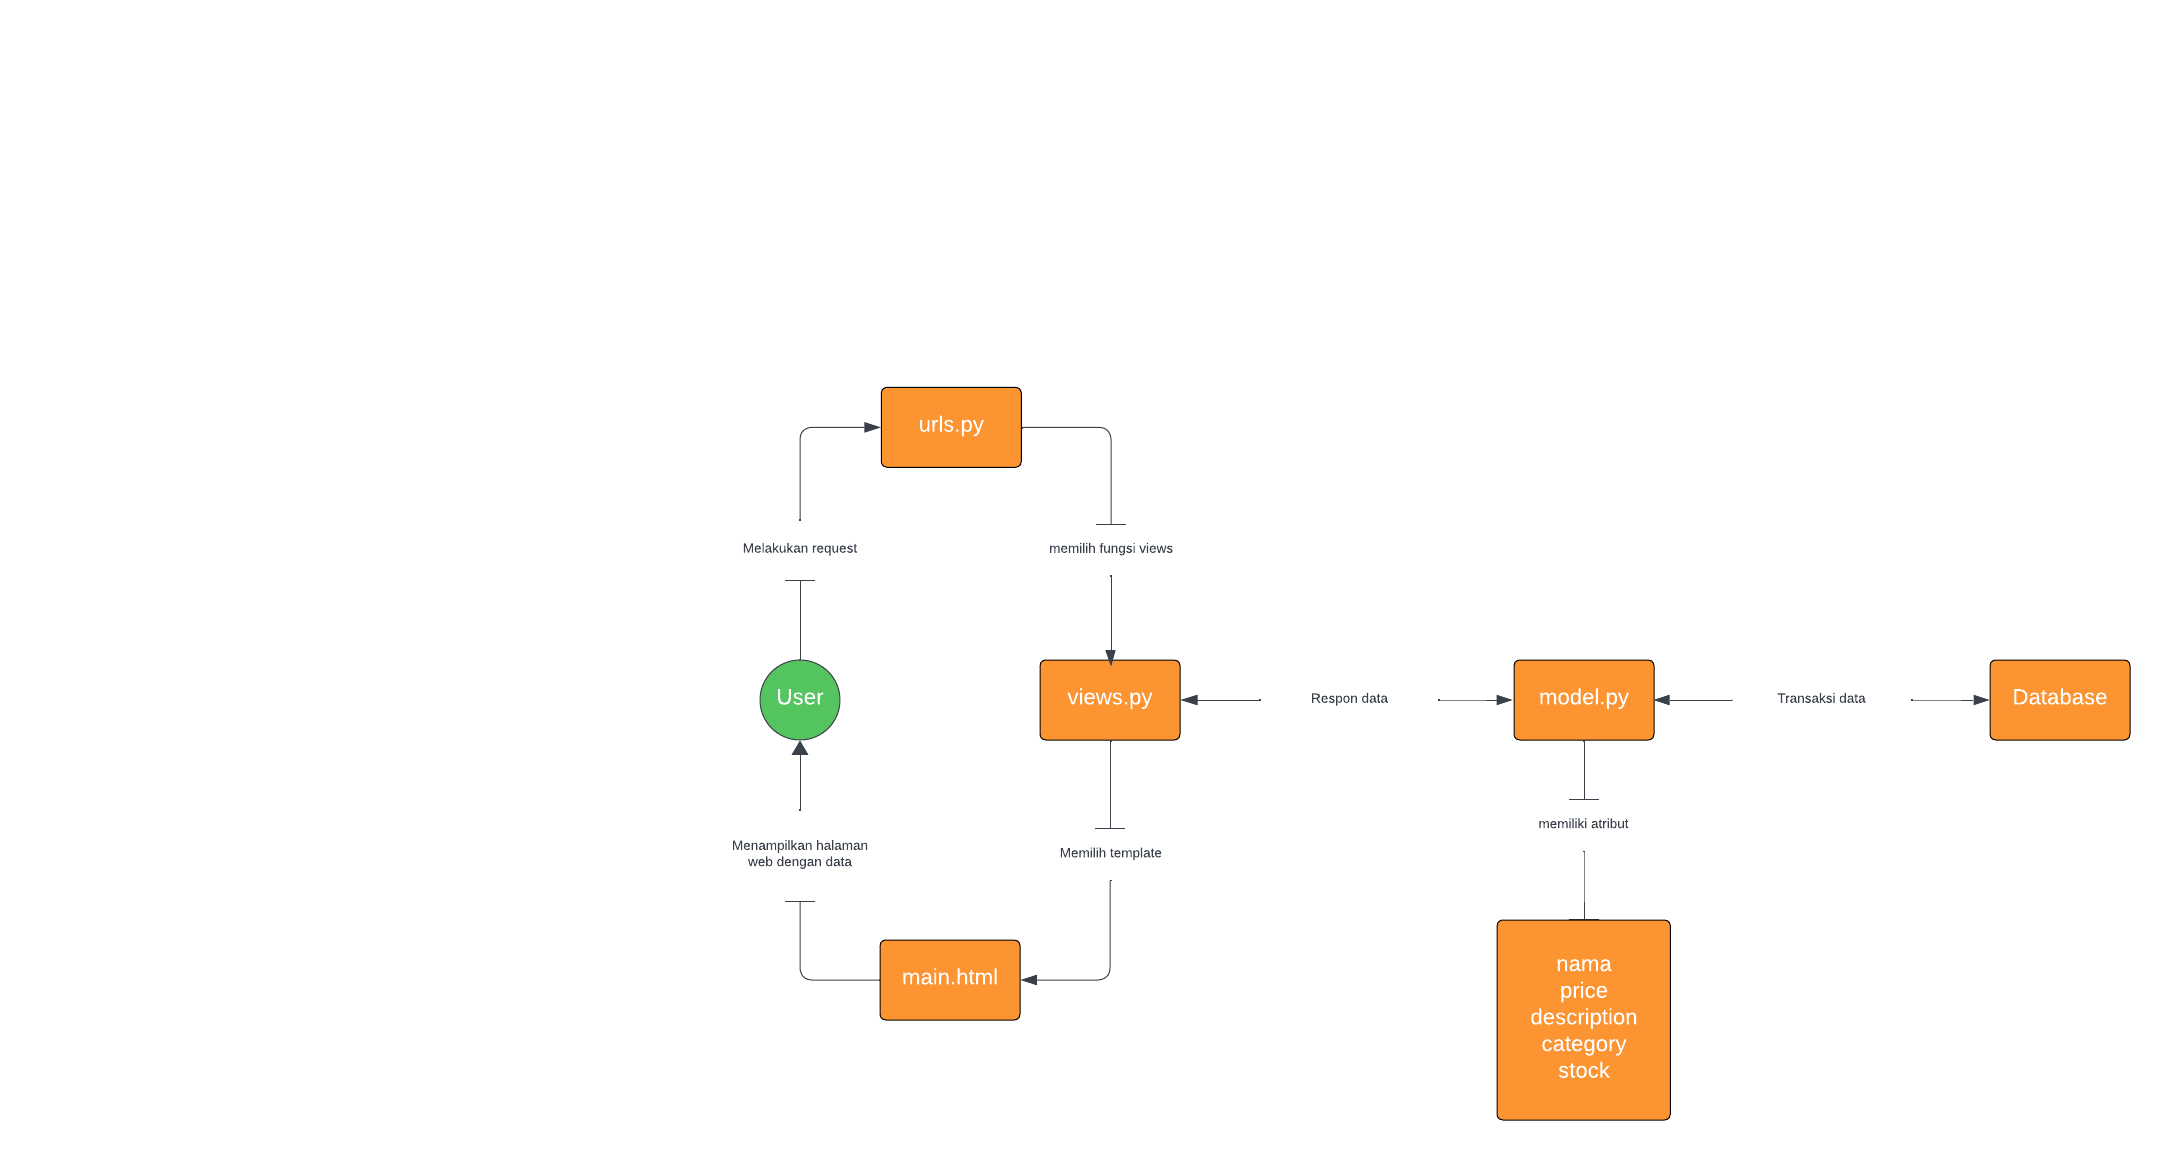 urls.py
Melakukan request
memilih fungsi views
User
views.py
Respon data
model.py
Transaksi data
Database
memiliki atribut
Menampilkan halaman
web dengan data
Memilih template
main.html
nama
price
description
category
stock